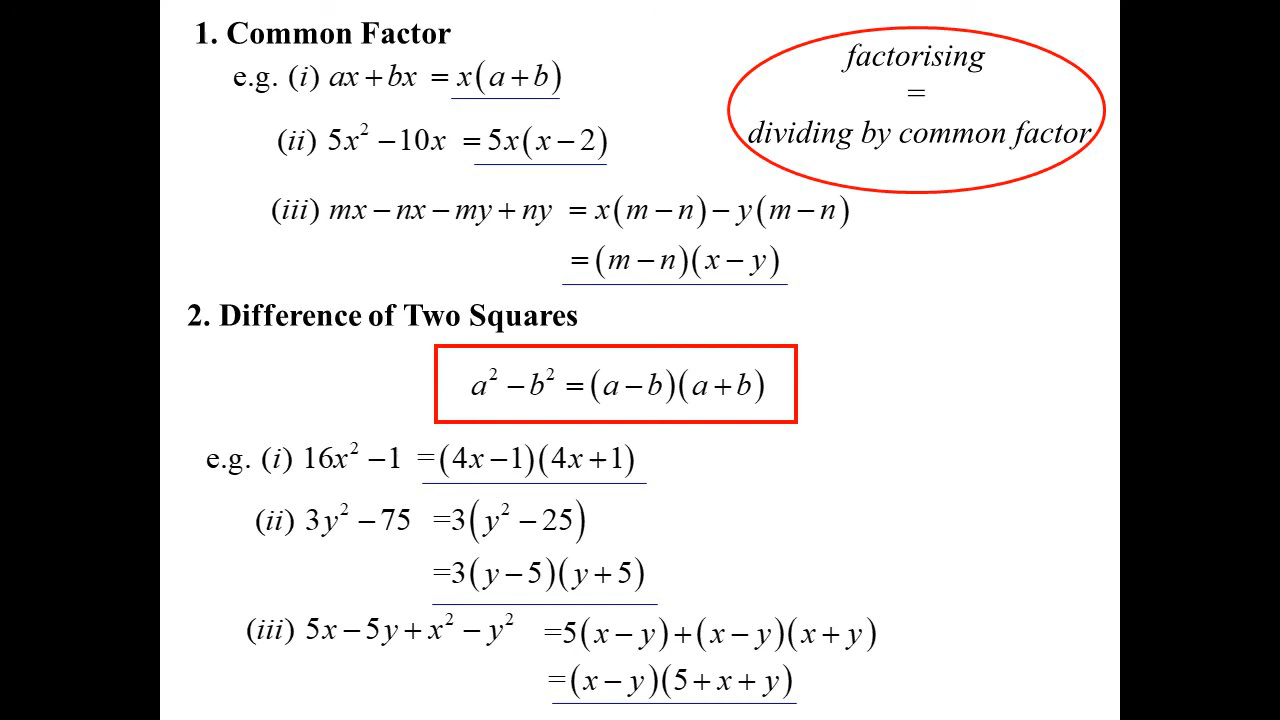 1. Common Factor
factorising
=
dividing by common factor
e.g. (i) ax + bx = x(a + b)
(ii) 5x² − 10x = 5x(x − 2)
(iii) mx − nx − my + ny = x(m − n) − y(m − n)
= (m − n)(x − y)
2. Difference of Two Squares
a² − b² = (a − b)(a + b)
e.g. (i) 16x² − 1 = (4x − 1)(4x + 1)
(ii) 3y² − 75 = 3(y² − 25)
= 3(y − 5)(y + 5)
(iii) 5x − 5y + x² − y² = 5(x − y) + (x − y)(x + y)
= (x − y)(5 + x + y)